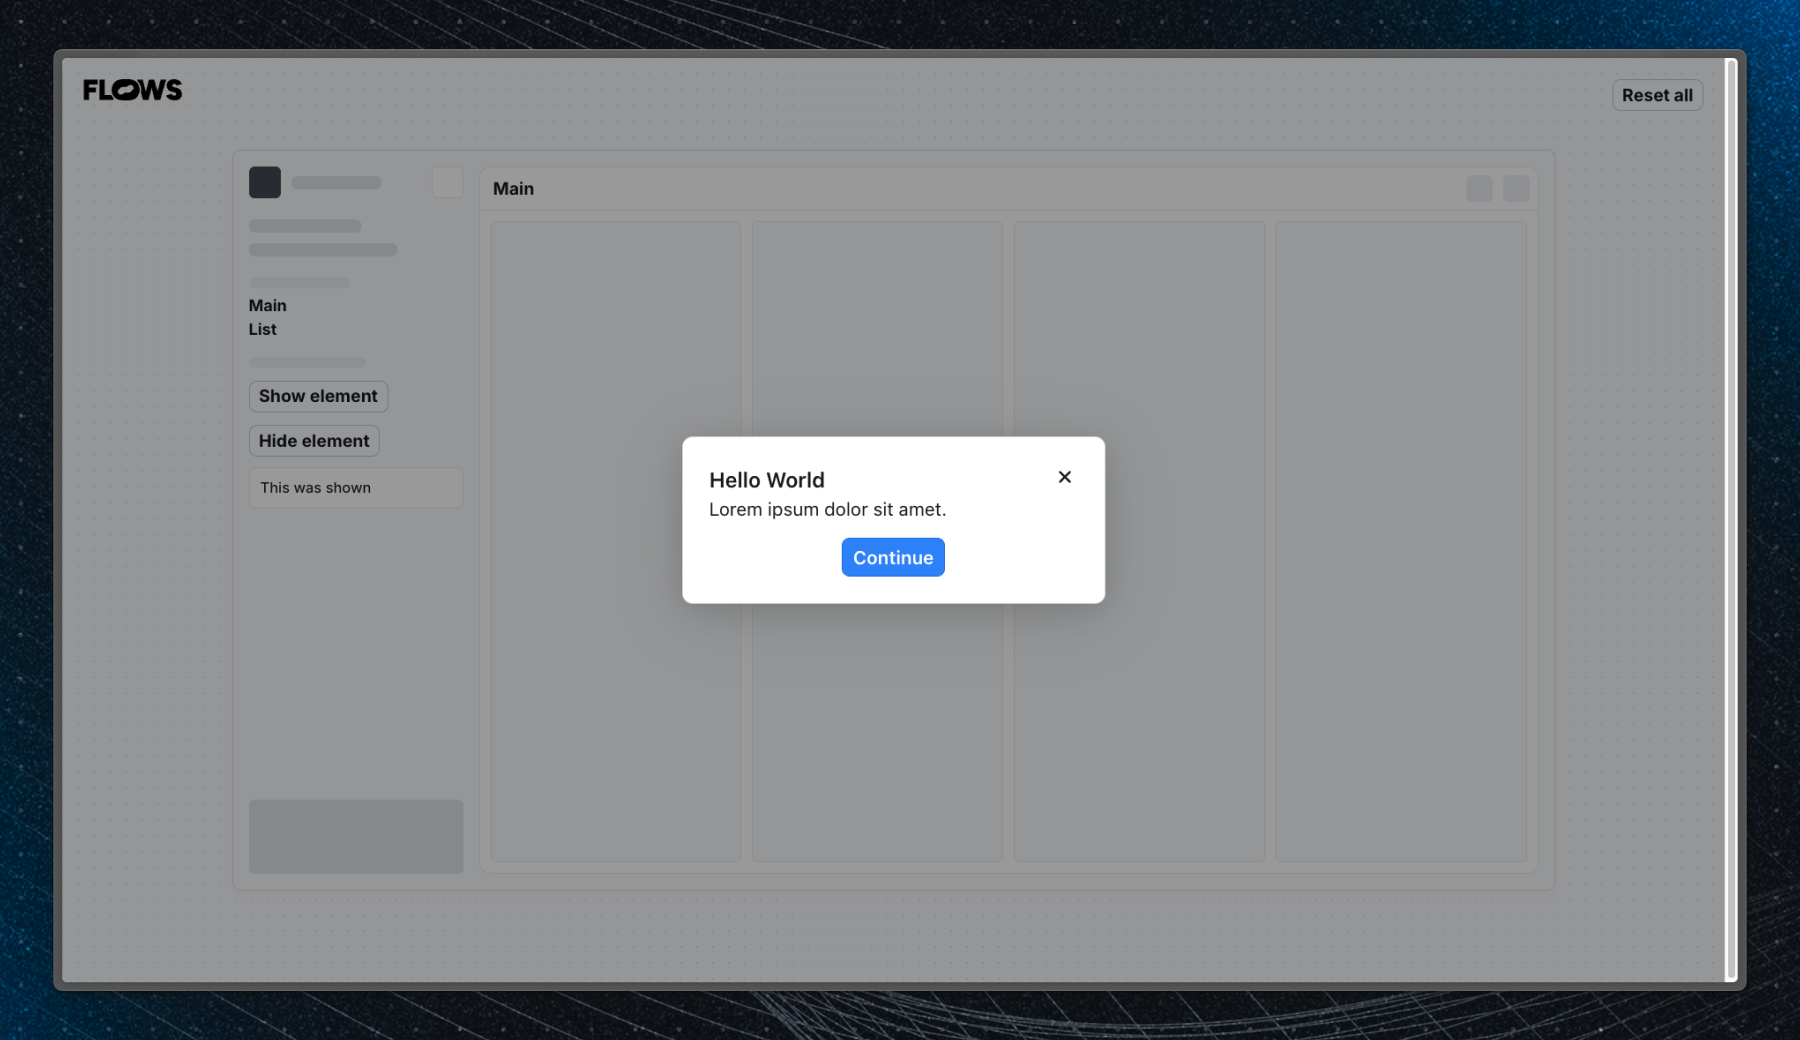 FLOWS
Reset all
Main
Main
List
Show element
Hide element
This was shown
Hello World
Lorem ipsum dolor sit amet.
Continue